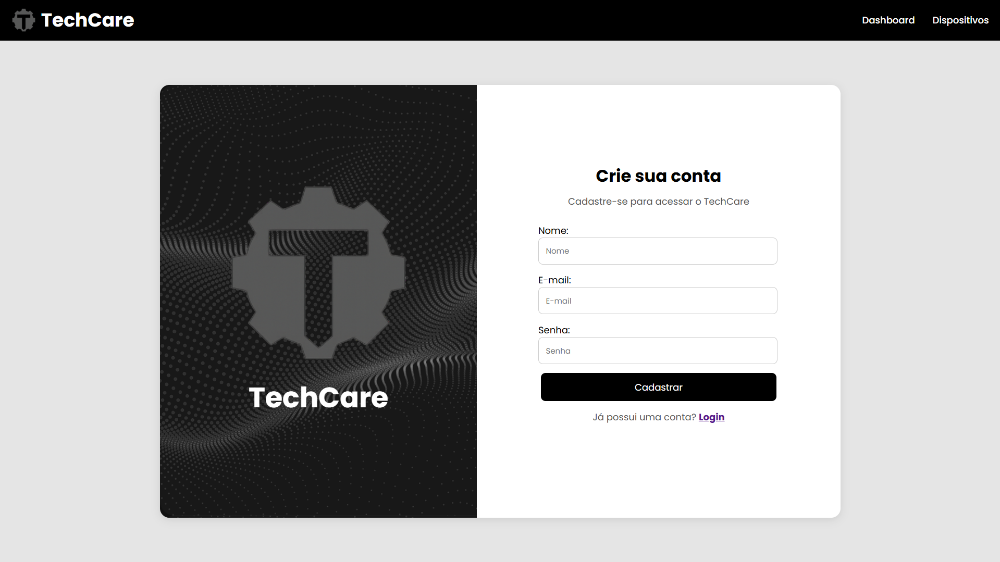 TechCare
Dashboard
Dispositivos
TechCare
Crie sua conta
Cadastre-se para acessar o TechCare
Nome:
Nome
E-mail:
E-mail
Senha:
Senha
Cadastrar
Já possui uma conta? Login